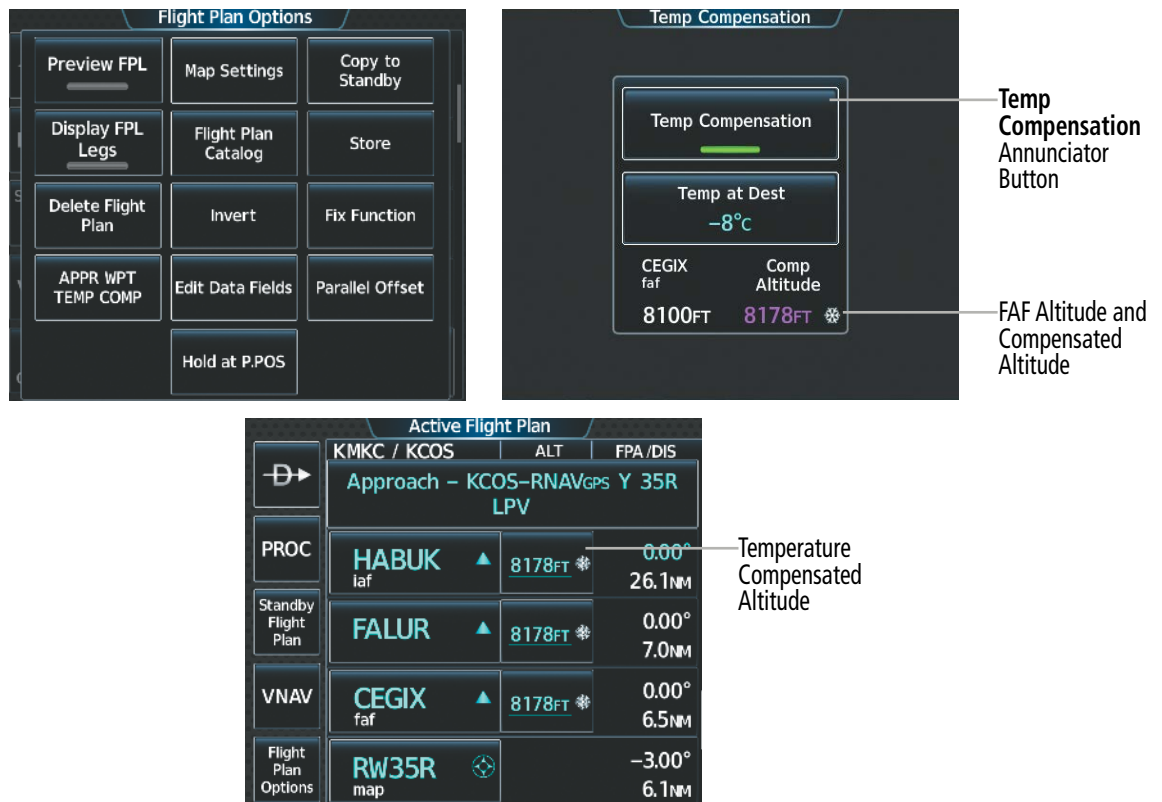 Flight Plan Options
Preview FPL
Map Settings
Copy to
Standby
Display FPL
Legs
Flight Plan
Catalog
Store
Delete Flight
Plan
Invert
Fix Function
APPR WPT
TEMP COMP
Edit Data Fields
Parallel Offset
Hold at P.POS
Temp Compensation
Temp Compensation
Temp at Dest
-8°C
CEGIX
faf
Comp
Altitude
8100FT
8178FT
Temp
Compensation
Annunciator
Button
FAF Altitude and
Compensated
Altitude
Active Flight Plan
KMKC / KCOS
ALT
FPA/DIS
Approach – KCOS–RNAVGPS Y 35R
LPV
PROC
Standby
Flight
Plan
VNAV
Flight
Plan
Options
HABUK
iaf
8178FT
0.00°
26.1NM
FALUR
8178FT
0.00°
7.0NM
CEGIX
faf
8178FT
0.00°
6.5NM
RW35R
map
−3.00°
6.1NM
Temperature
Compensated
Altitude